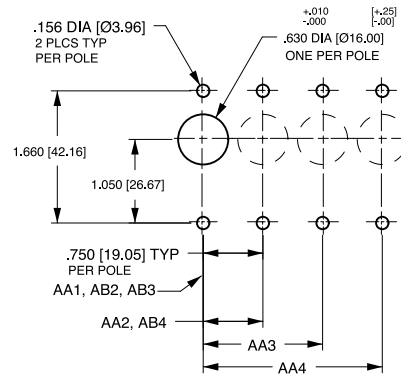 .156 DIA [Ø3.96]
2 PLCS TYP
PER POLE
+.010
-.000
[+.25]
[-.00]
.630 DIA [Ø16.00]
ONE PER POLE
1.660 [42.16]
1.050 [26.67]
.750 [19.05] TYP
PER POLE
AA1, AB2, AB3
AA2, AB4
AA3
AA4